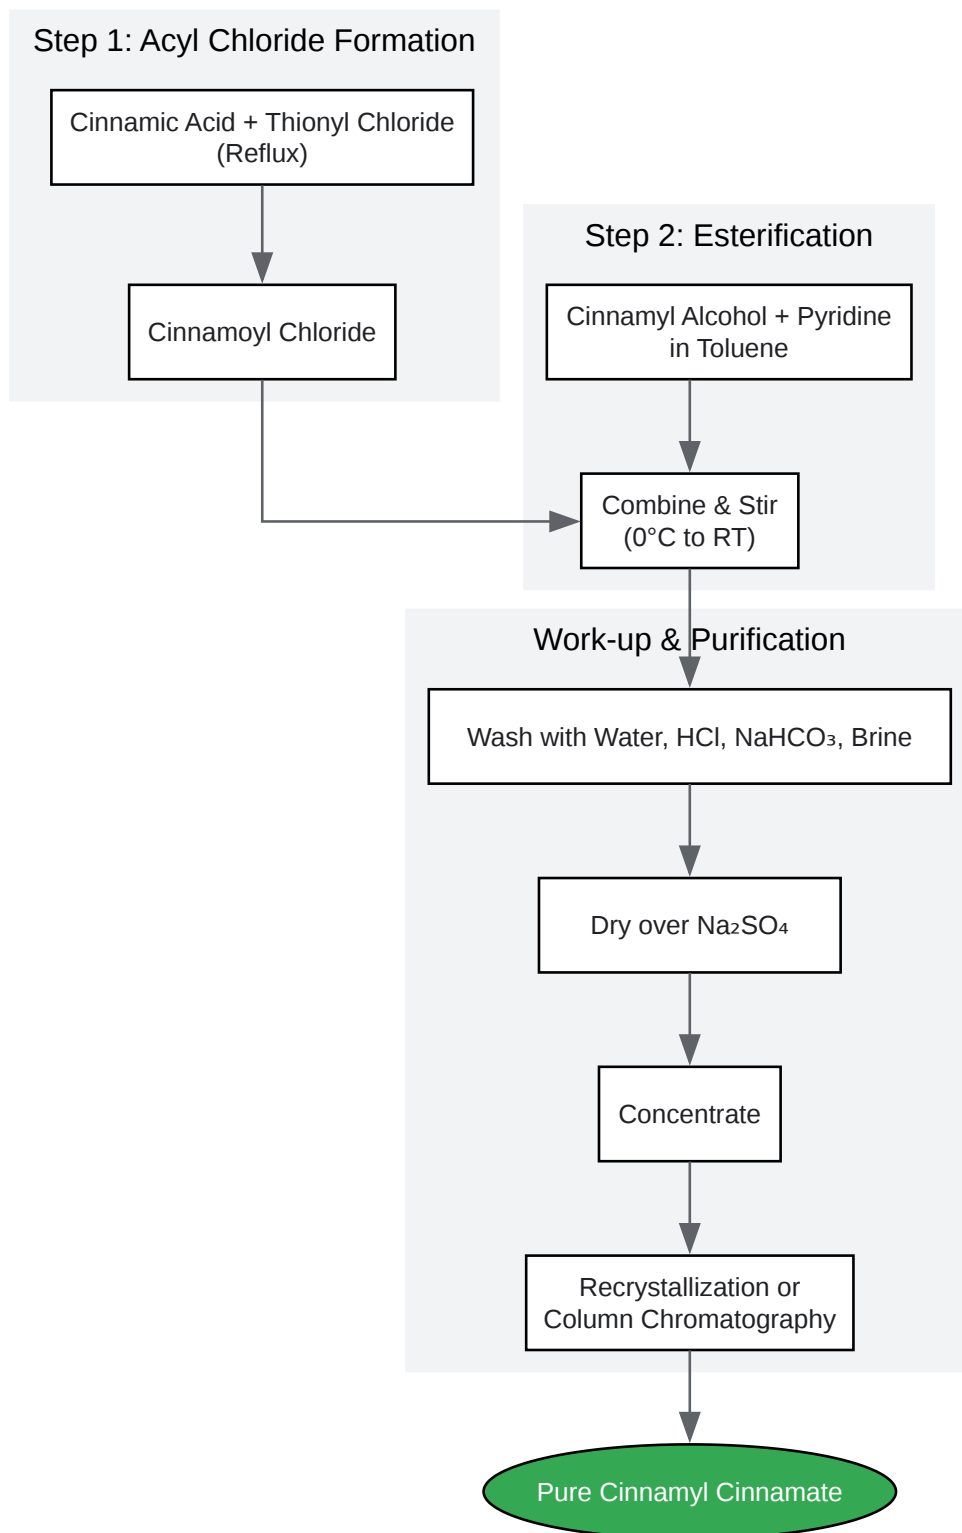 Step 1: Acyl Chloride Formation
Cinnamic Acid + Thionyl Chloride
(Reflux)
Cinnamoyl Chloride
Step 2: Esterification
Cinnamyl Alcohol + Pyridine
in Toluene
Combine & Stir
(0°C to RT)
Work-up & Purification
Wash with Water, HCl, NaHCO₃, Brine
Dry over Na₂SO₄
Concentrate
Recrystallization or
Column Chromatography
Pure Cinnamyl Cinnamate